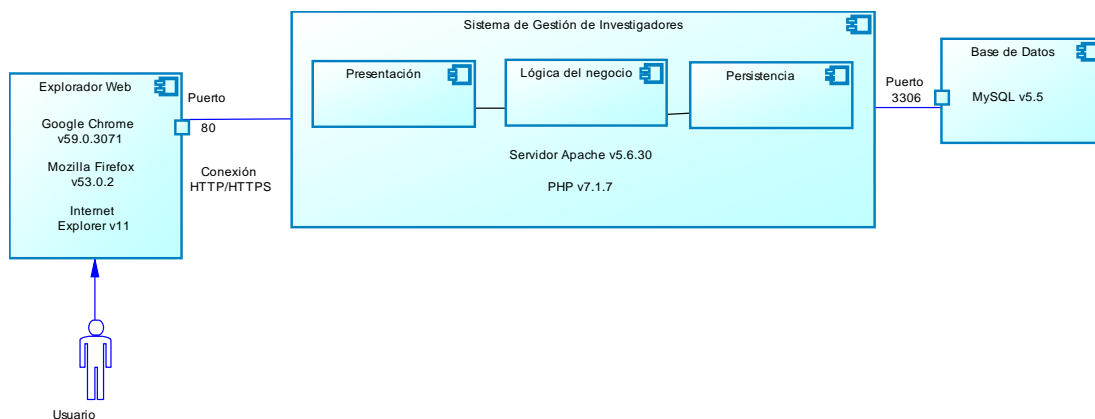 Sistema de Gestión de Investigadores
Explorador Web
Google Chrome
v59.0.3071
Mozilla Firefox
v53.0.2
Internet
Explorer v11
Puerto
80
Conexión
HTTP/HTTPS
Presentación
Lógica del negocio
Persistencia
Servidor Apache v5.6.30
PHP v7.1.7
Puerto
3306
Base de Datos
MySQL v5.5
Usuario